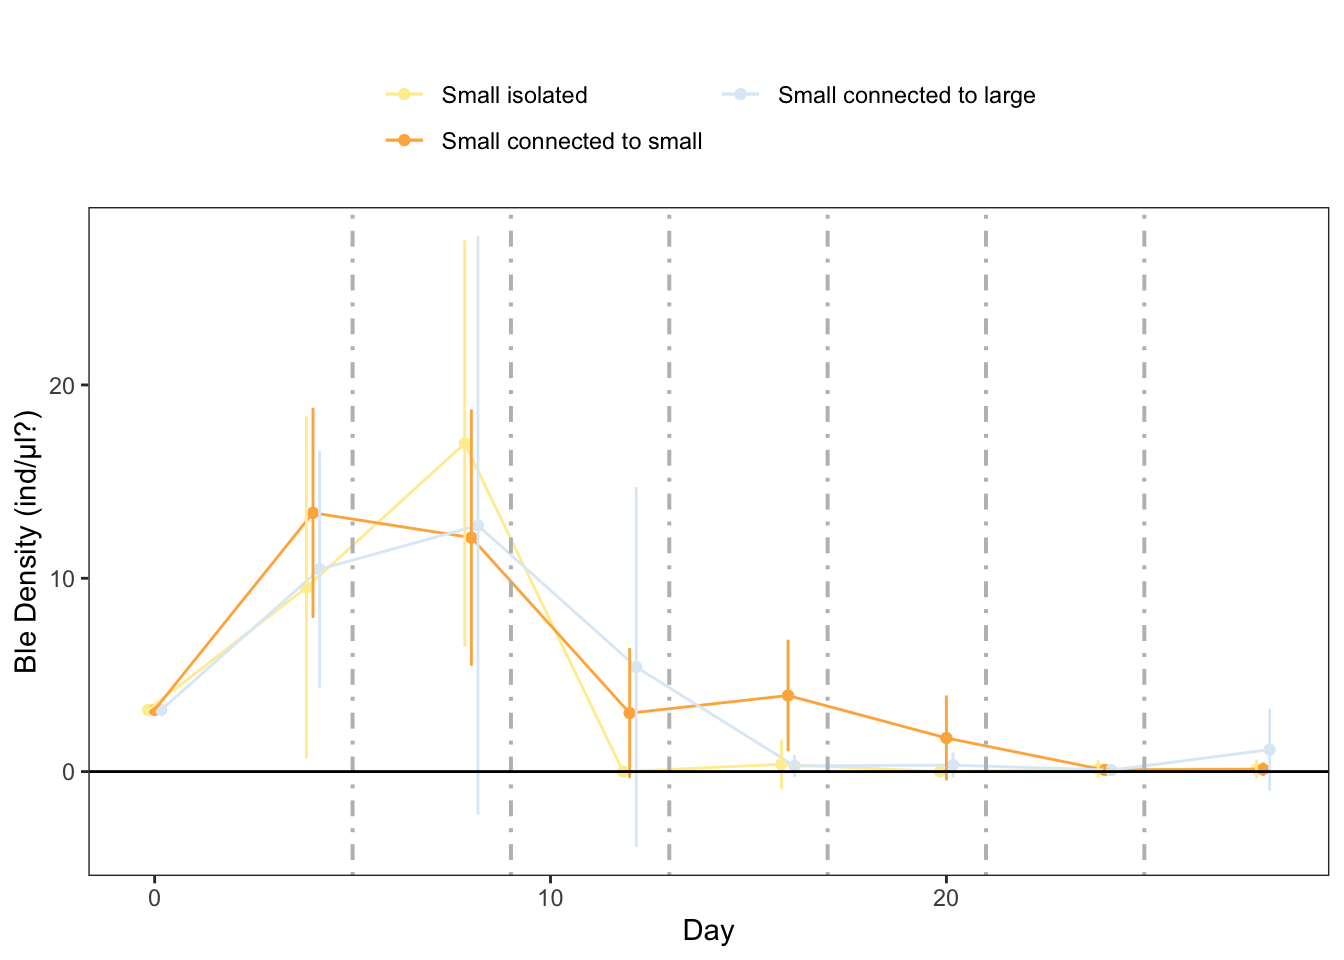 Small isolated
Small connected to large
Small connected to small
Ble Density (ind/µl?)
20
10
0
0
10
20
Day